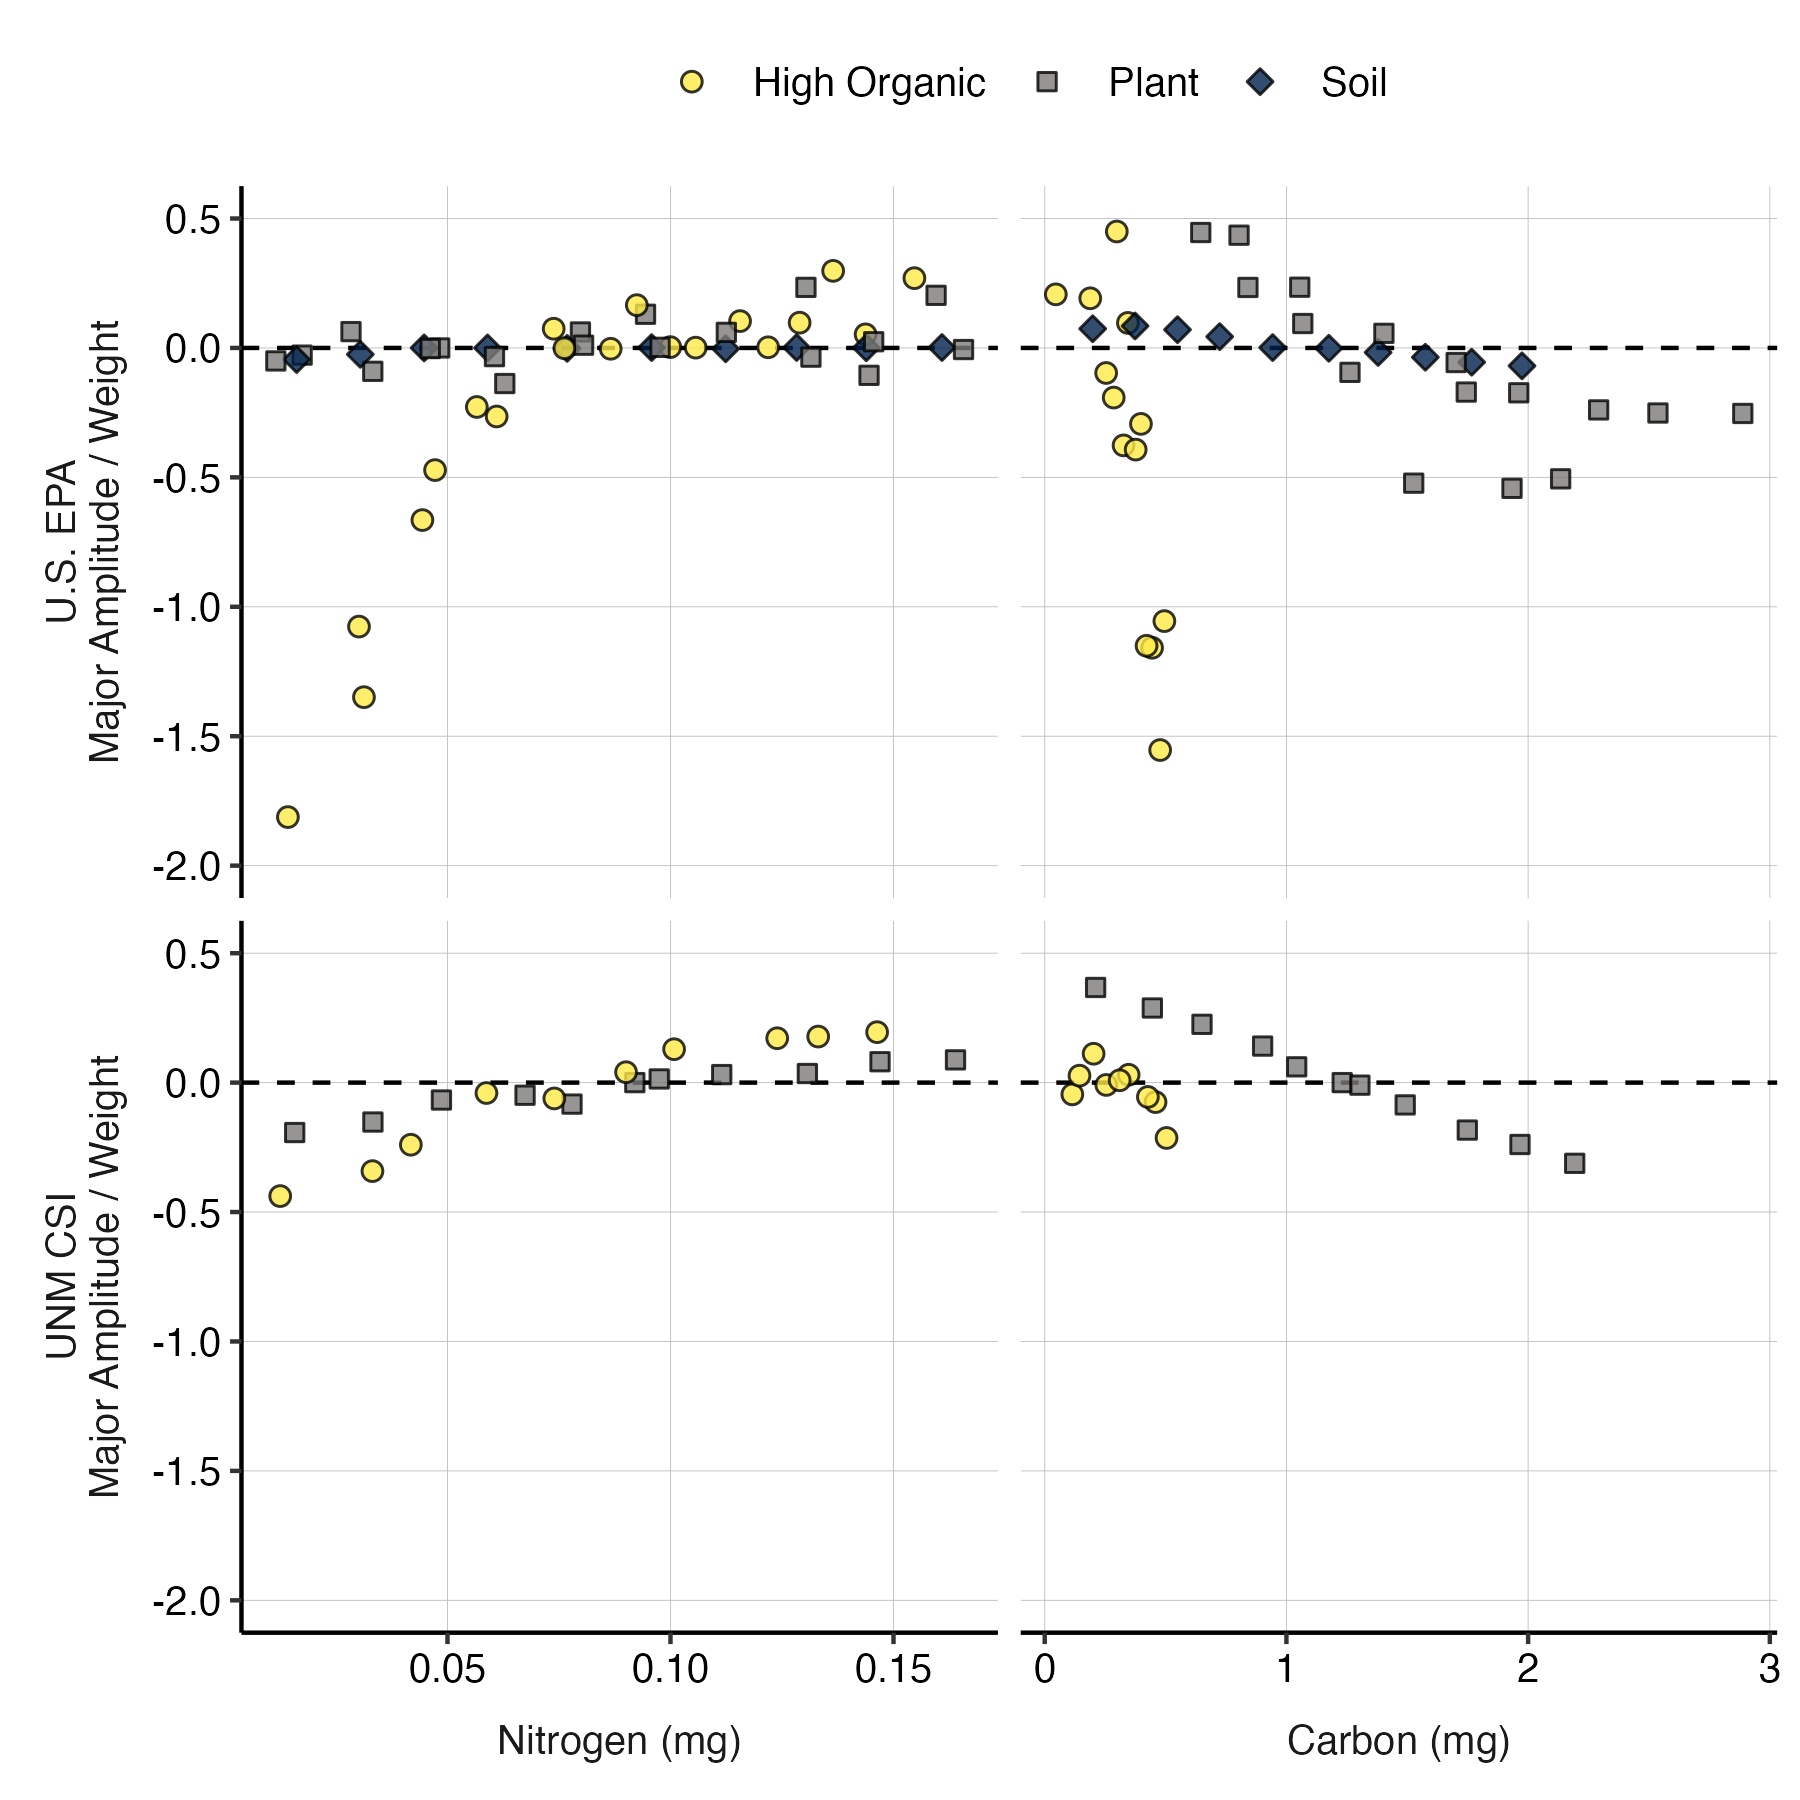 High Organic Plant Soil
U.S. EPA
Major Amplitude / Weight
0.5
0.0
-0.5
-1.0
-1.5
-2.0
UNM CSI
Major Amplitude / Weight
0.5
0.0
-0.5
-1.0
-1.5
-2.0
0.05 0.10 0.15
0 1 2 3
Nitrogen (mg)
Carbon (mg)